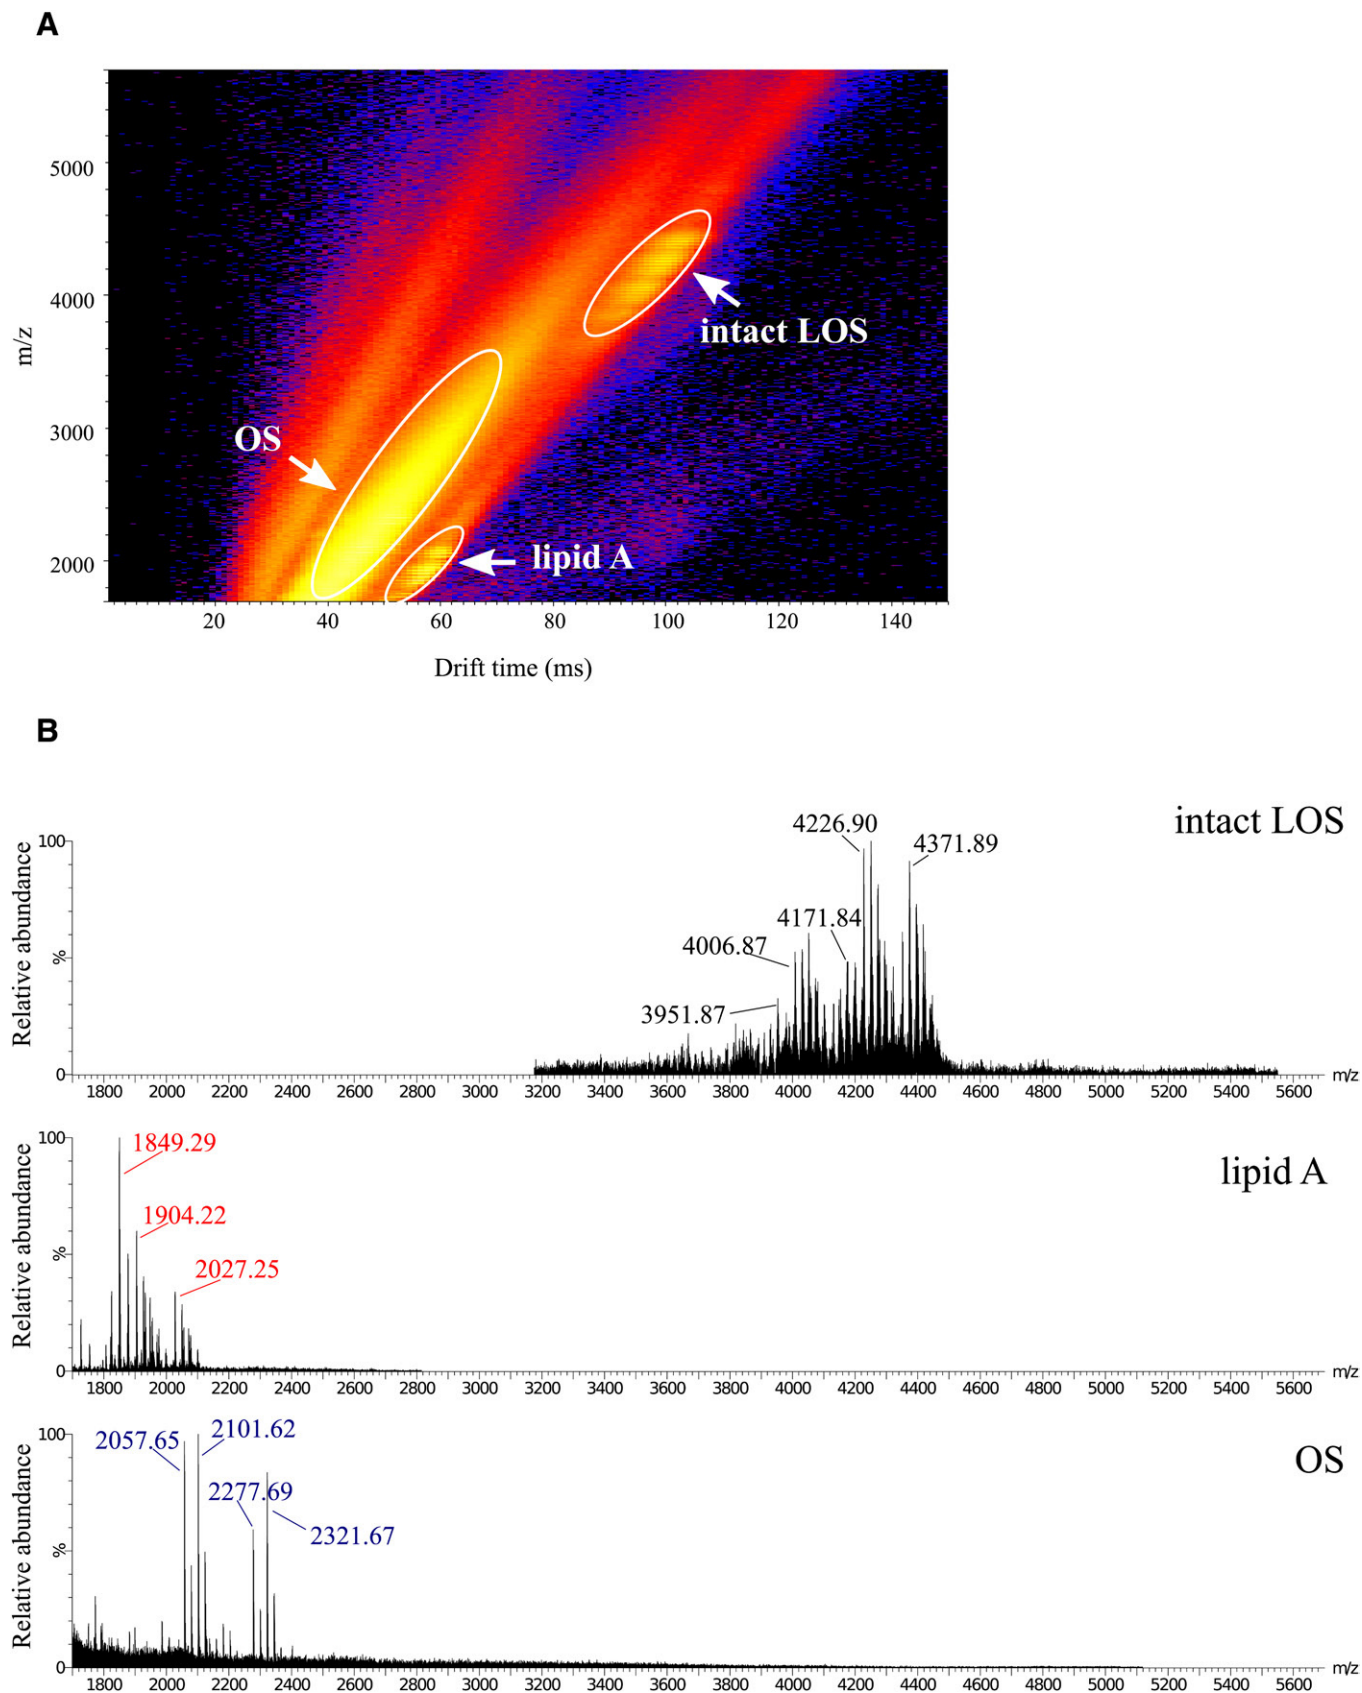 A
5000
4000
3000
2000
m/z
OS
intact LOS
lipid A
20 40 60 80 100 120 140
Drift time (ms)
B
intact LOS
Relative abundance
100
%
0
4226.90
4371.89
4171.84
4006.87
3951.87
1800 2000 2200 2400 2600 2800 3000 3200 3400 3600 3800 4000 4200 4400 4600 4800 5000 5200 5400 5600 m/z
lipid A
Relative abundance
100
%
0
1849.29
1904.22
2027.25
1800 2000 2200 2400 2600 2800 3000 3200 3400 3600 3800 4000 4200 4400 4600 4800 5000 5200 5400 5600 m/z
OS
Relative abundance
100
%
0
2057.65
2101.62
2277.69
2321.67
1800 2000 2200 2400 2600 2800 3000 3200 3400 3600 3800 4000 4200 4400 4600 4800 5000 5200 5400 5600 m/z